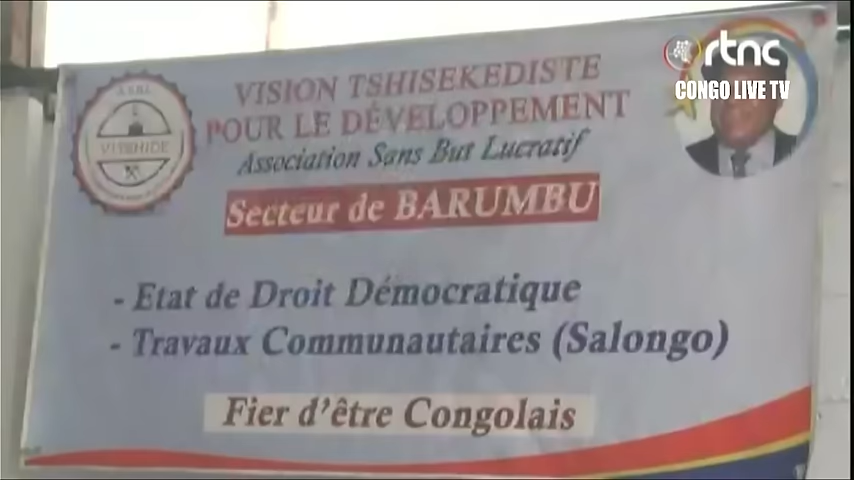 rtnc
CONGO LIVE TV
A.S.B.L
VITSHIDE
VISION TSHISEKEDISTE
POUR LE DÉVELOPPEMENT
Association Sans But Lucratif
Secteur de BARUMBU
- Etat de Droit Démocratique
- Travaux Communautaires (Salongo)
Fier d'être Congolais